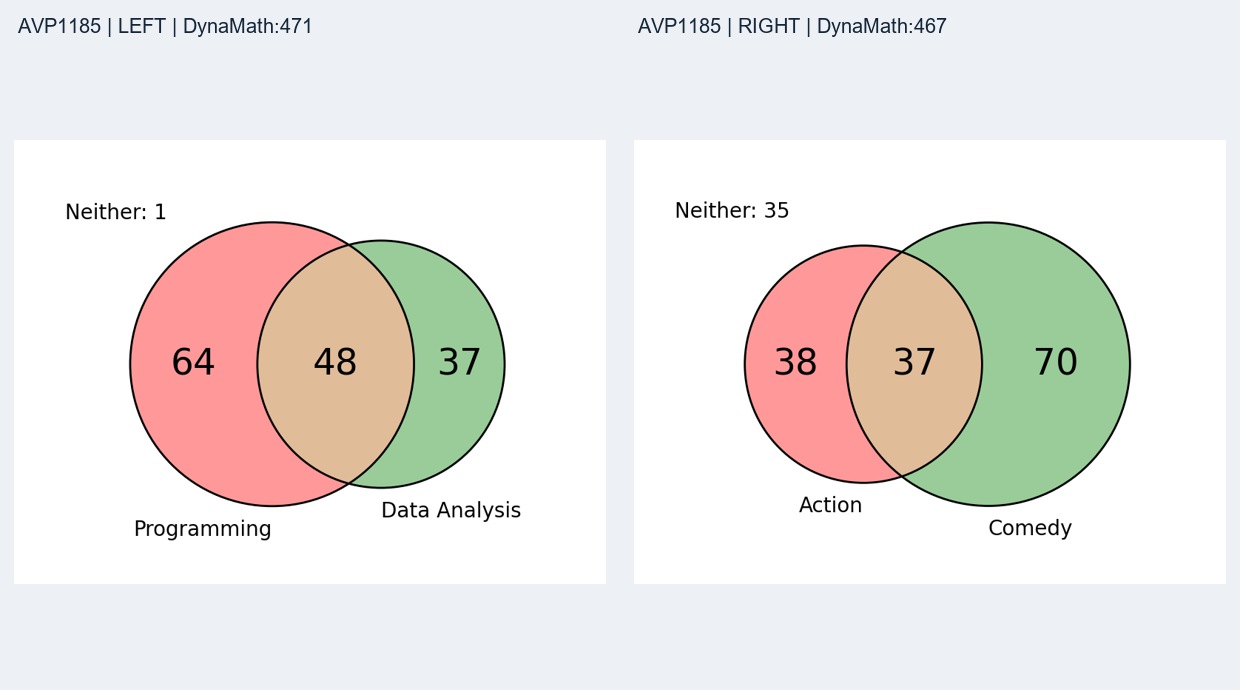 AVP1185 | LEFT | DynaMath:471
Neither: 1
64
48
37
Data Analysis
Programming
AVP1185 | RIGHT | DynaMath:467
Neither: 35
38
37
70
Action
Comedy